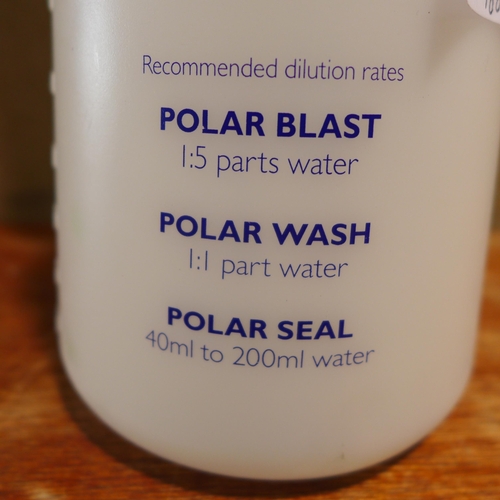 Recommended dilution rates
POLAR BLAST
1:5 parts water
POLAR WASH
1:1 part water
POLAR SEAL
40ml to 200ml water